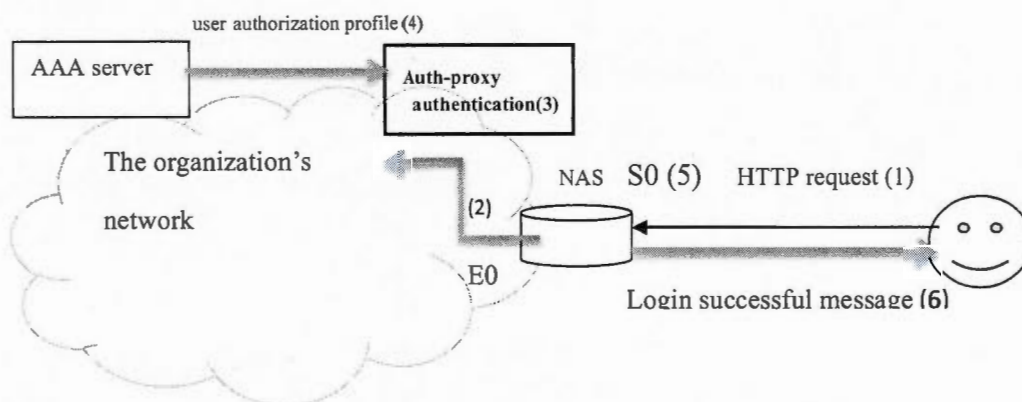 user authorization profile (4)
AAA server
Auth-proxy
authentication(3)
The organization's
network
NAS
S0 (5)
HTTP request (1)
(2)
E0
Login successful message (6)